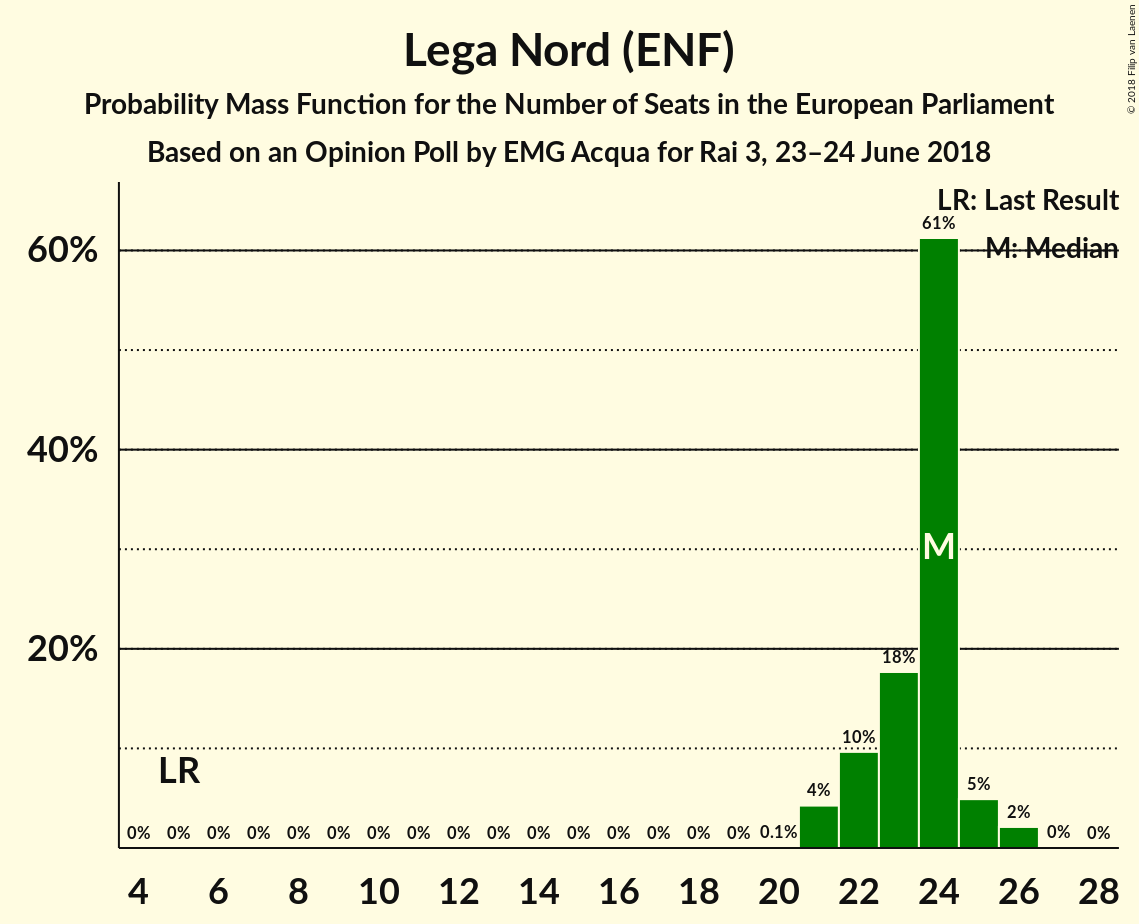 Lega Nord (ENF)
Probability Mass Function for the Number of Seats in the European Parliament
Based on an Opinion Poll by EMG Acqua for Rai 3, 23–24 June 2018
© 2018 Filip van Laenen
LR: Last Result
M: Median
60%
40%
20%
61%
M
18%
10%
LR
4%
5%
2%
0% 0% 0% 0% 0% 0% 0% 0% 0% 0% 0% 0% 0% 0% 0% 0% 0.1% 0% 0%
4 6 8 10 12 14 16 18 20 22 24 26 28